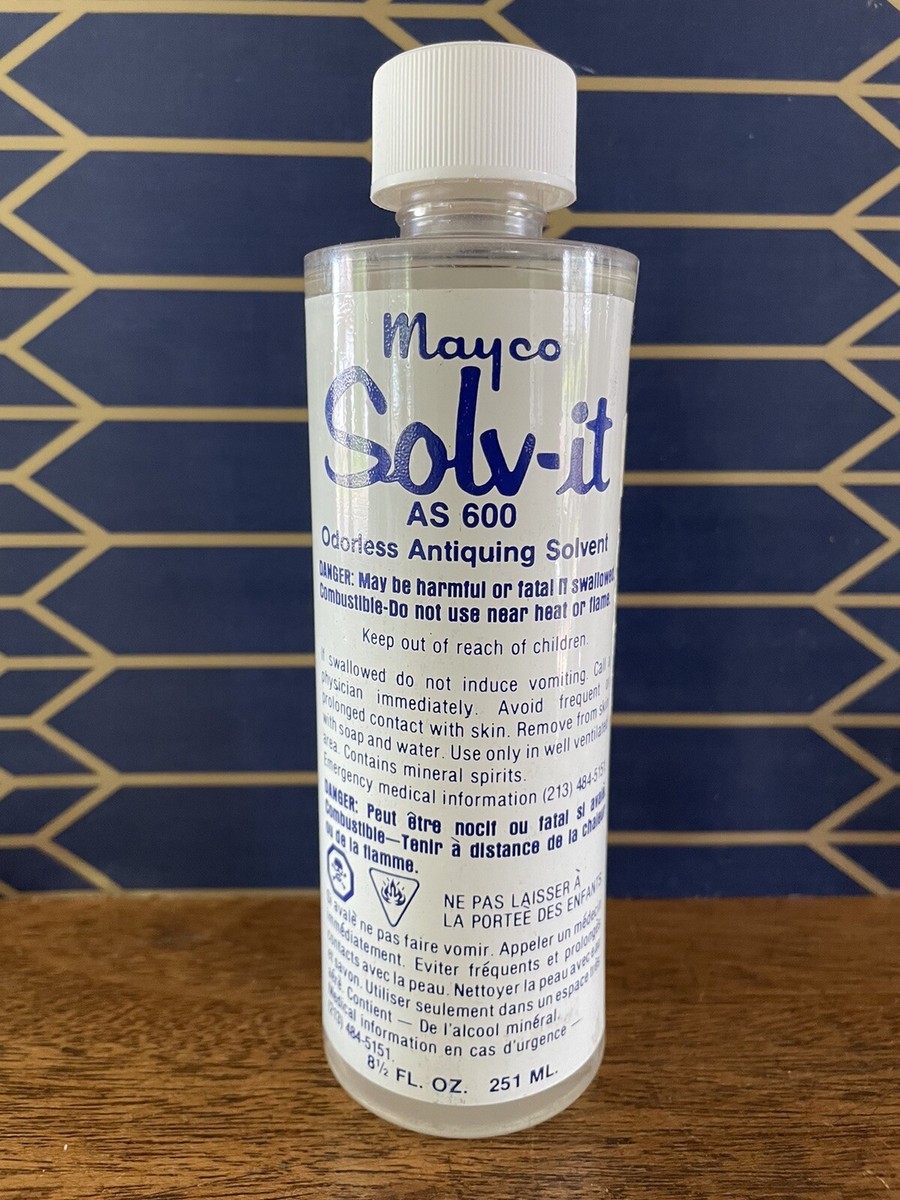 Mayco
Solv-it
AS 600
Odorless Antiquing Solvent
DANGER: May be harmful or fatal if swallowed.
Combustible-Do not use near heat or flame.
Keep out of reach of children.
If swallowed do not induce vomiting. Call a
physician immediately. Avoid frequent or
prolonged contact with skin. Remove from skin
with soap and water. Use only in well ventilated
area. Contains mineral spirits.
Emergency medical information (213) 484-5151.
DANGER: Peut être nocif ou fatal si avalé.
Combustible—Tenir à distance de la chaleur
ou de la flamme.
NE PAS LAISSER À
LA PORTEÈ DES ENFANTS
Si avalè ne pas faire vomir. Appeler un médecin
immédiatement. Eviter fréquents et prolongés
contacts avec la peau. Nettoyer la peau avec eau
et savon. Utiliser seulement dans un espace
Contient — De l'alcool minéral.
medical information en cas d'urgence —
(213) 484-5151.
8½ FL. OZ. 251 ML.